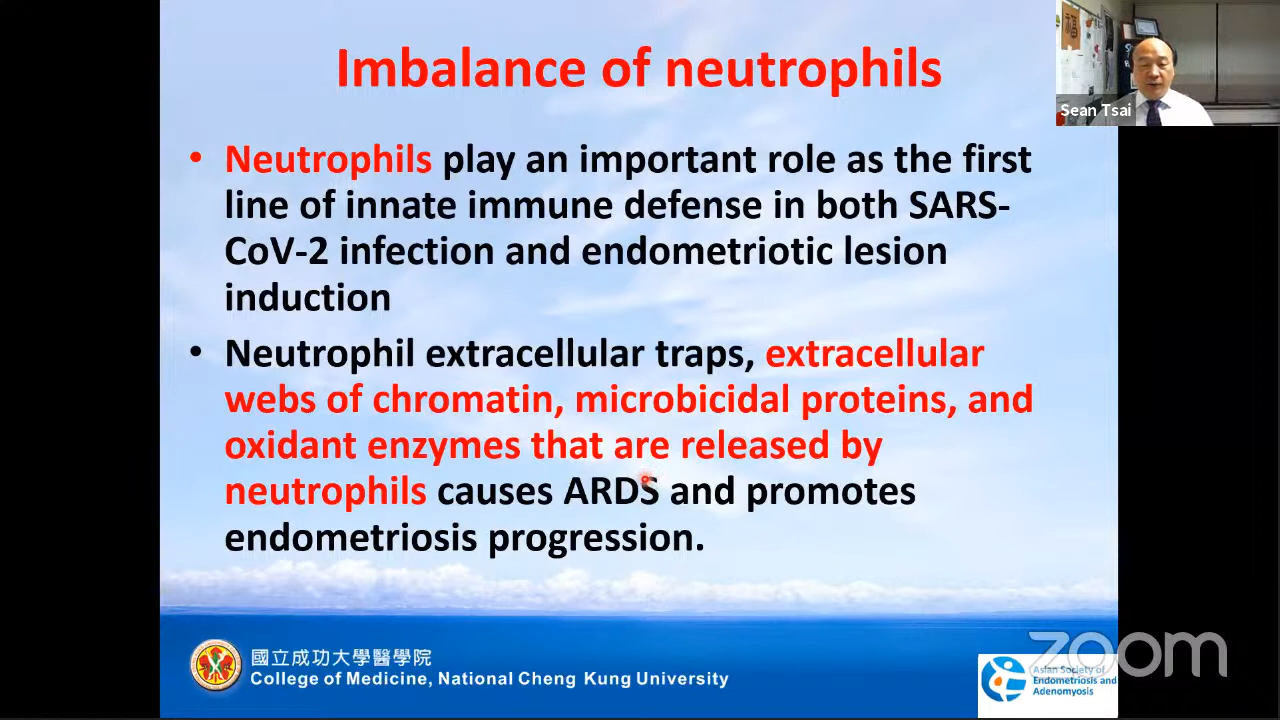 Imbalance of neutrophils
Sean Tsai
• Neutrophils play an important role as the first
line of innate immune defense in both SARS-
CoV-2 infection and endometriotic lesion
induction
• Neutrophil extracellular traps, extracellular
webs of chromatin, microbicidal proteins, and
oxidant enzymes that are released by
neutrophils causes ARDS and promotes
endometriosis progression.
國立成功大學醫學院
College of Medicine, National Cheng Kung University
zoom
Asian Society of
Endometriosis and
Adenomyosis
福